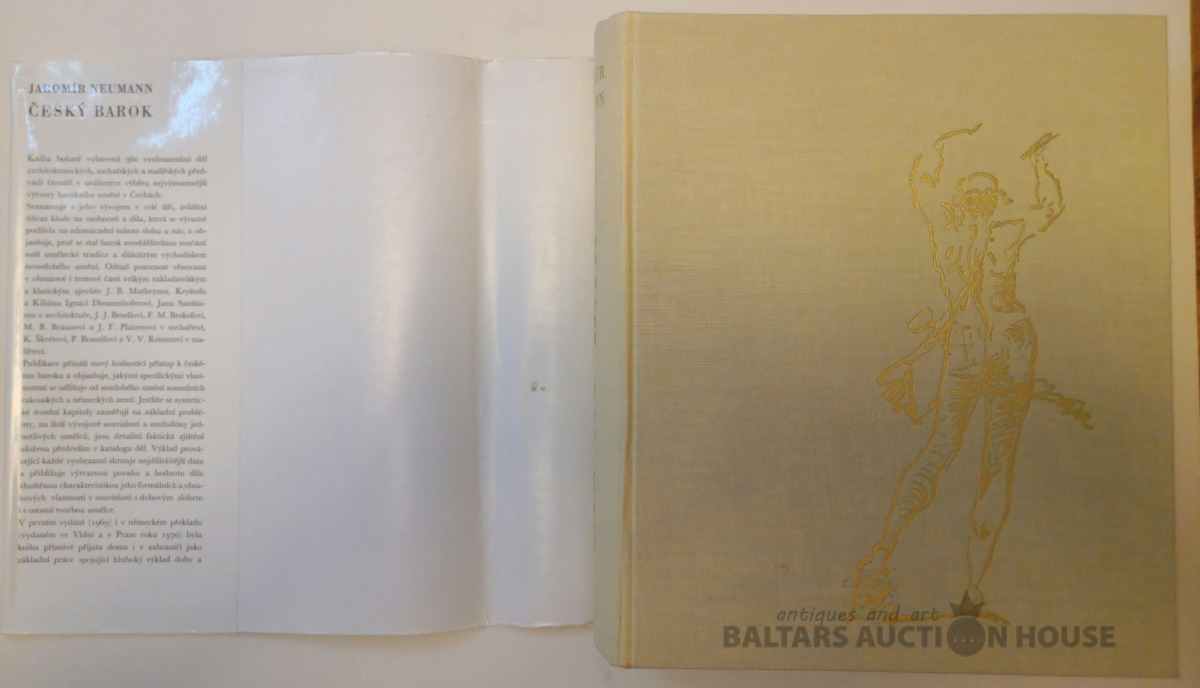 JAROMÍR NEUMANN
ČESKÝ BAROK
Kniha bohatě vybavená 360 vyobrazeními děl
architektonických, sochařských a malířských před-
vádí čtenáři v uváženém výběru nejvýznamnější
výtvory barokního umění v Čechách.
Seznamuje s jeho vývojem v celé šíři, zvláštní
důraz klade na osobnosti a díla, která se výrazně
podílela na zdomácnění tohoto slohu u nás, a ob-
jasňuje, proč se stal barok neoddělitelnou součástí
naší umělecké tradice a důležitým východiskem
novodobého umění. Odtud pozornost věnovaná
v obrazové i textové části velkým zakladatelským
a klasickým zjevům J. B. Matheymu, Kryštofu
a Kiliánu Ignáci Dienzenhoferovi, Janu Santini-
mu v architektuře, J. J. Bendlovi, F. M. Brokofovi,
M. B. Braunovi a J. F. Platzerovi v sochařství,
K. Škrétovi, P. Brandlovi a V. V. Reinerovi v ma-
lířství.
Publikace přináší nový hodnotící přístup k české-
mu baroku a objasňuje, jakými specifickými vlast-
nostmi se odlišuje od soudobého umění sousedních
rakouských a německých zemí. Jestliže se syntetic-
ké úvodní kapitoly zaměřují na základní problé-
my, na širší vývojové souvislosti a medailóny jed-
notlivých umělců, jsou detailní faktická zjištění
uložena především v katalogu děl. Výklad prová-
zející každé vyobrazení shrnuje nejdůležitější data
a přibližuje výtvarnou povahu a hodnotu díla
zhuštěnou charakteristikou jeho formálních a obsa-
hových vlastností v souvislosti s dobovým slohem
i s ostatní tvorbou umělce.
V prvním vydání (1969) i v německém překladu
(vydaném ve Vídni a v Praze roku 1970) byla
kniha příznivě přijata doma i v zahraničí jako
základní práce spojující hluboký výklad doby a
antiques and art
BALTARS AUCTION HOUSE